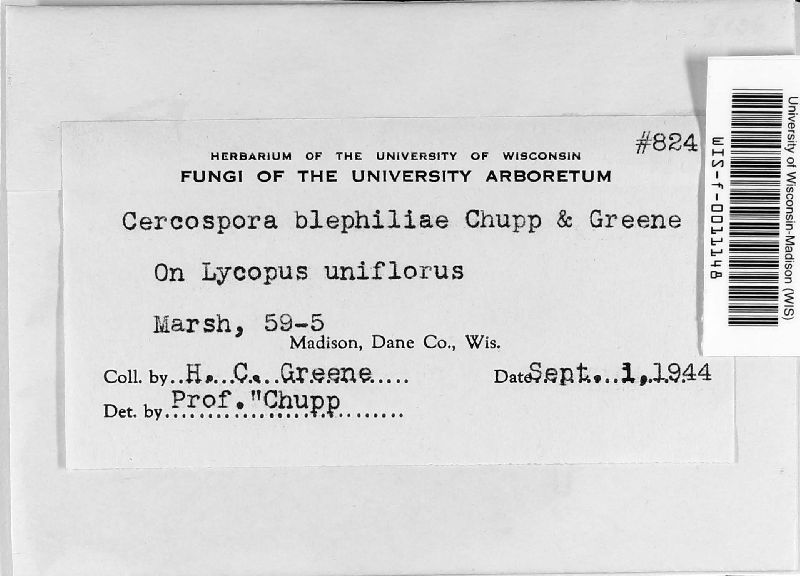 #824
HERBARIUM OF THE UNIVERSITY OF WISCONSIN
FUNGI OF THE UNIVERSITY ARBORETUM
Cercospora blephiliae Chupp & Greene
On Lycopus uniflorus
Marsh, 59-5
Madison, Dane Co., Wis.
Coll. by H. C. Greene Date Sept. 1, 1944
Det. by Prof. "Chupp
University of Wisconsin-Madison (WIS)
WIS-f-0011148